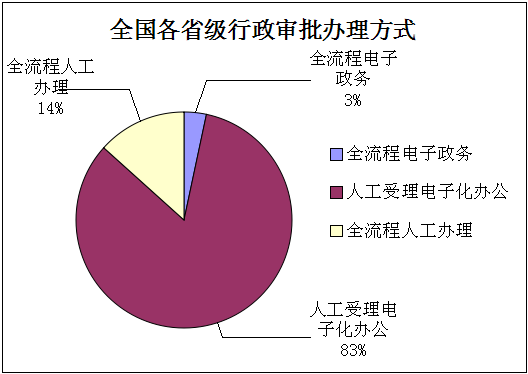 全国各省级行政审批办理方式
全流程电子
政务
3%
全流程人工
办理
14%
全流程电子政务
人工受理电子化办公
全流程人工办理
人工受理电
子化办公
83%